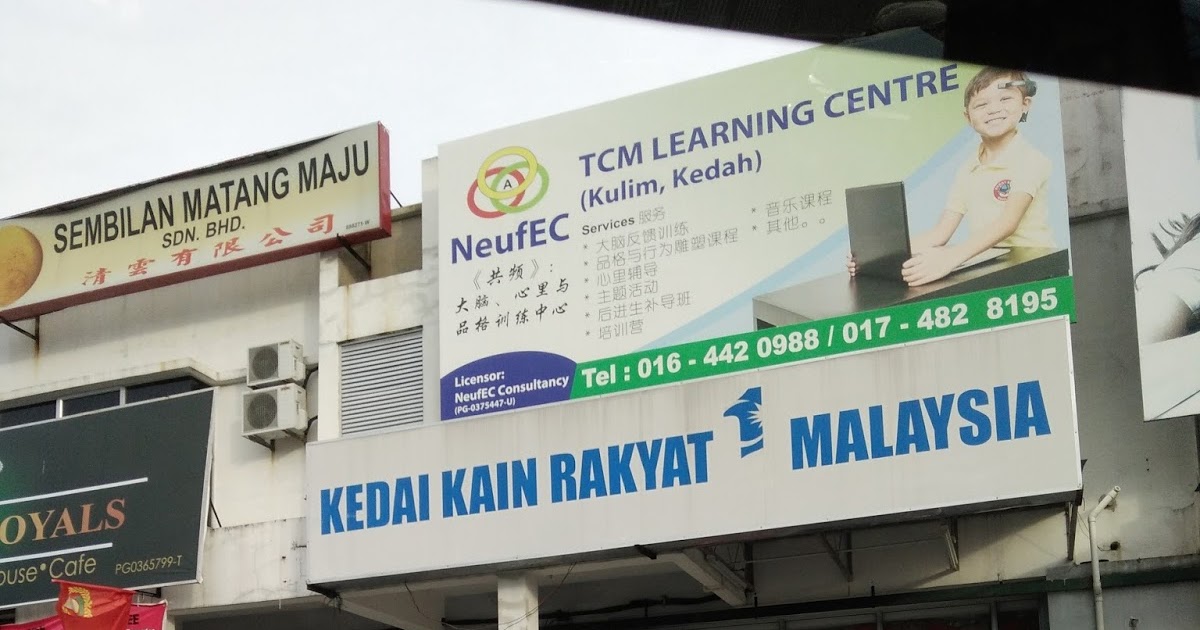 SEMBILAN MATANG MAJU
SDN. BHD.
清雲有限公司
TCM LEARNING CENTRE
(Kulim, Kedah)
A
NeufEC
《共频》:
大脑、心里与
品格训练中心
Services 服务
* 大脑反馈训练
* 品格与行为雕塑课程
* 心里辅导
* 主题活动
* 后进生补导班
* 培训营
* 音乐课程
* 其他。。
Licensor:
NeufEC Consultancy
(PG-0375447-U)
Tel : 016 - 442 0988 / 017 - 482 8195
KEDAI KAIN RAKYAT 1 MALAYSIA
OYALS
ouse•Cafe PG0365799-T